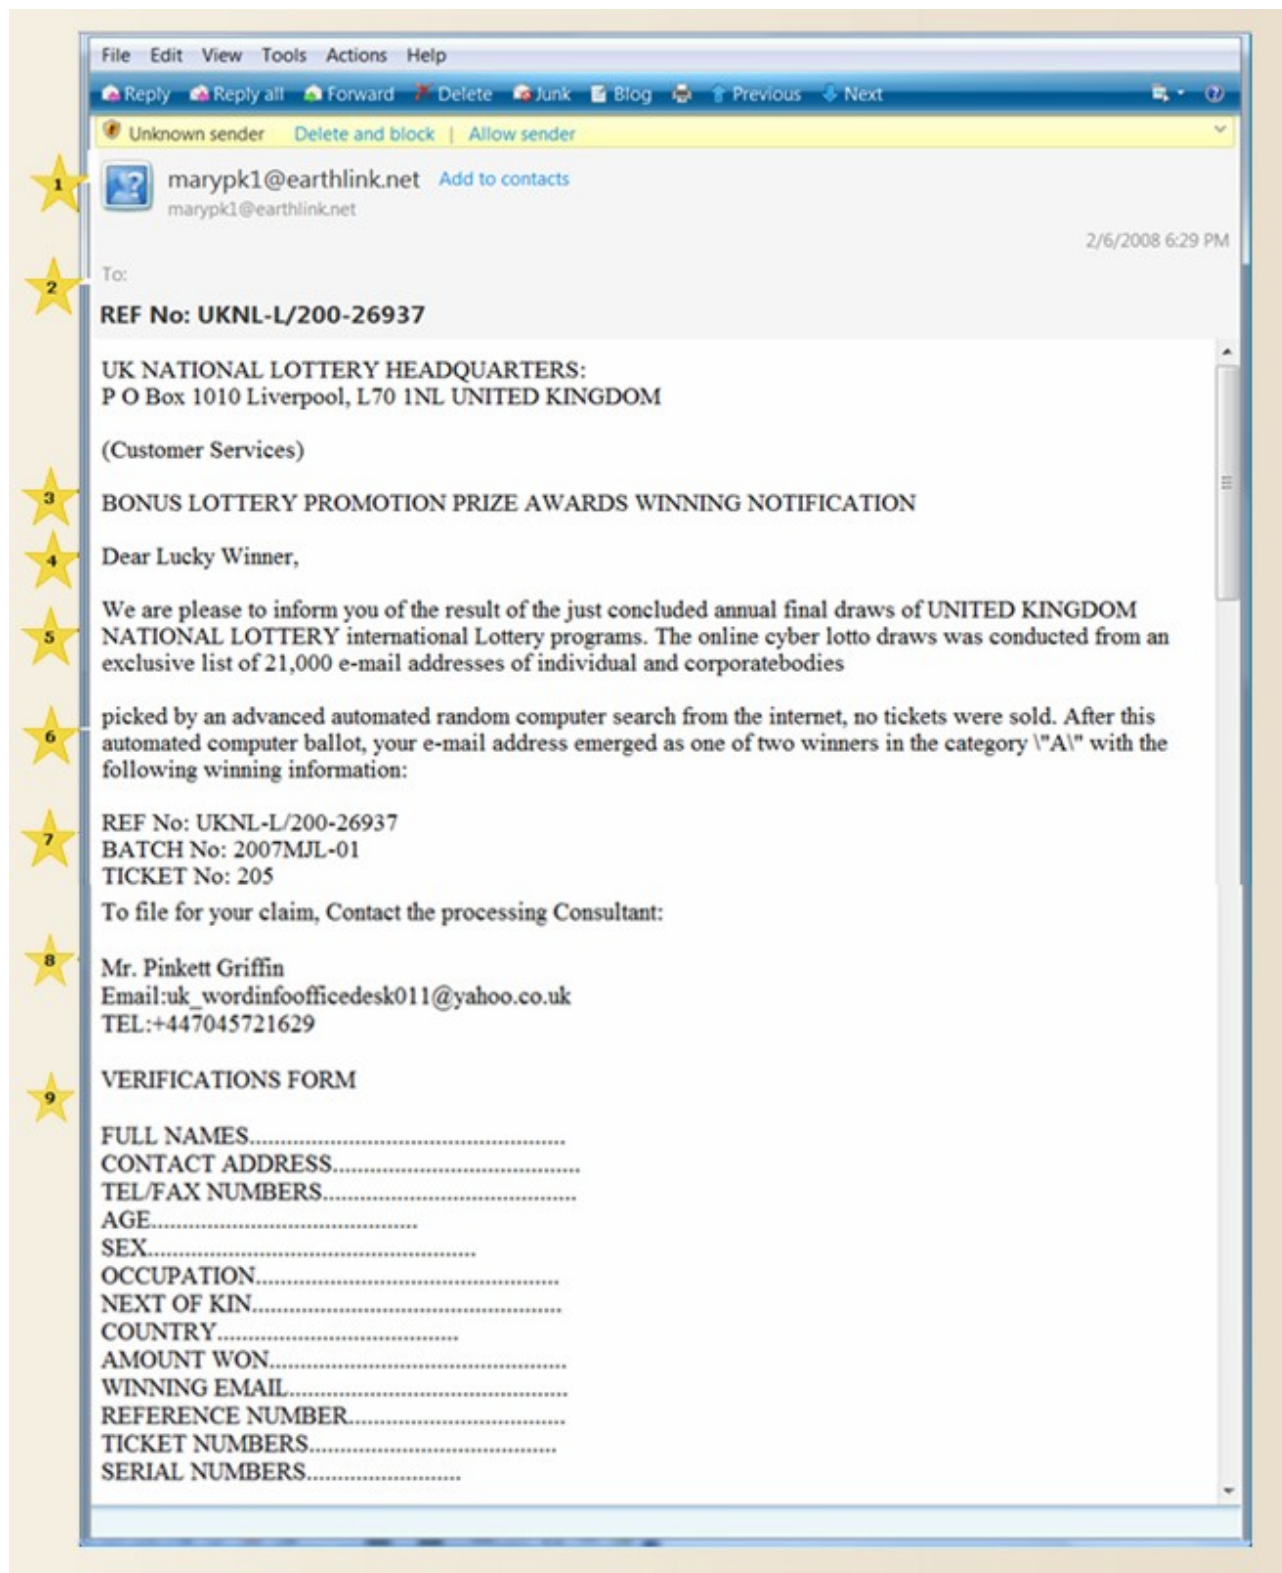 File Edit View Tools Actions Help
Reply Reply all Forward Delete Junk Blog Previous Next
Unknown sender Delete and block | Allow sender
1
marypk1@earthlink.net Add to contacts
marypk1@earthlink.net
2/6/2008 6:29 PM
2
To:
REF No: UKNL-L/200-26937
UK NATIONAL LOTTERY HEADQUARTERS:
P O Box 1010 Liverpool, L70 1NL UNITED KINGDOM
(Customer Services)
3
BONUS LOTTERY PROMOTION PRIZE AWARDS WINNING NOTIFICATION
4
Dear Lucky Winner,
5
We are please to inform you of the result of the just concluded annual final draws of UNITED KINGDOM
NATIONAL LOTTERY international Lottery programs. The online cyber lotto draws was conducted from an
exclusive list of 21,000 e-mail addresses of individual and corporatebodies
6
picked by an advanced automated random computer search from the internet, no tickets were sold. After this
automated computer ballot, your e-mail address emerged as one of two winners in the category \"A\" with the
following winning information:
7
REF No: UKNL-L/200-26937
BATCH No: 2007MJL-01
TICKET No: 205
To file for your claim, Contact the processing Consultant:
8
Mr. Pinkett Griffin
Email:uk_wordinfoofficedesk011@yahoo.co.uk
TEL:+447045721629
9
VERIFICATIONS FORM
FULL NAMES....................................................
CONTACT ADDRESS.........................................
TEL/FAX NUMBERS..........................................
AGE............................................
SEX......................................................
OCCUPATION..................................................
NEXT OF KIN...................................................
COUNTRY........................................
AMOUNT WON.................................................
WINNING EMAIL..............................................
REFERENCE NUMBER....................................
TICKET NUMBERS.........................................
SERIAL NUMBERS..........................